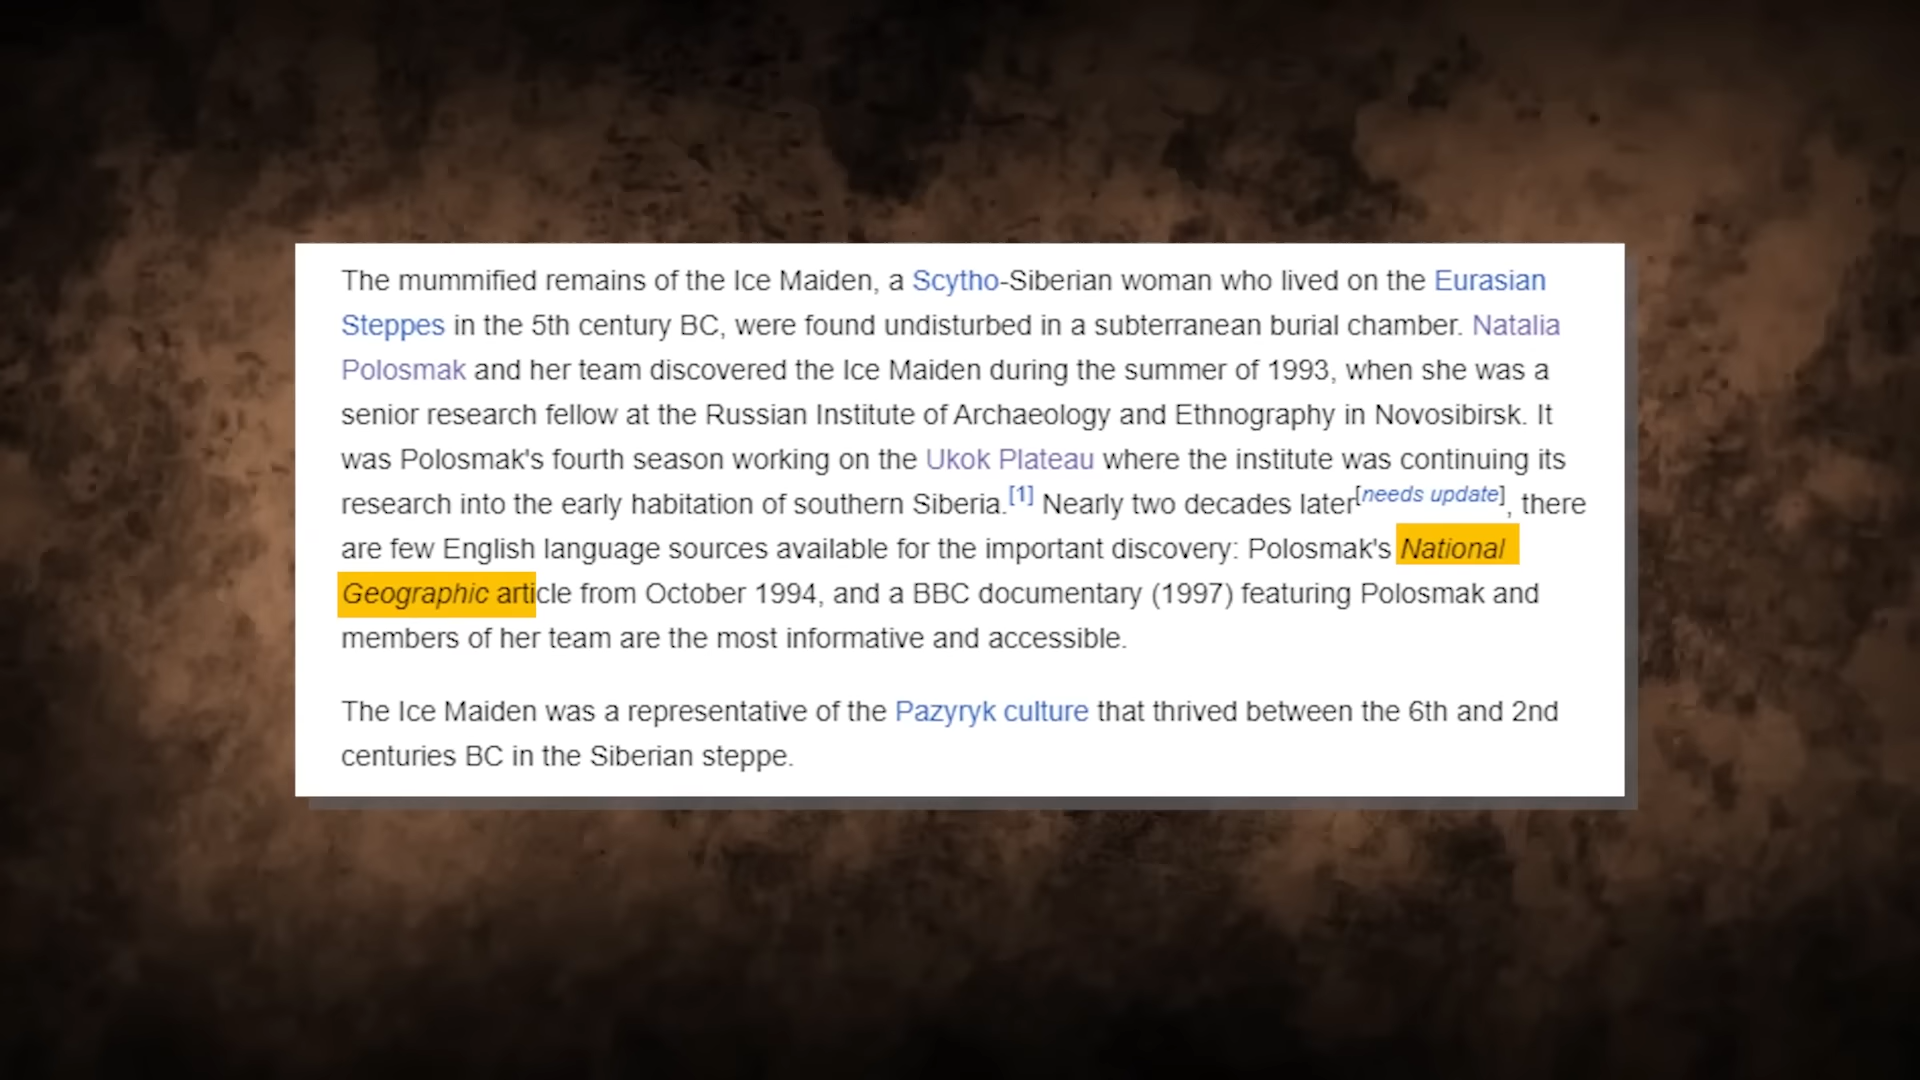 The mummified remains of the Ice Maiden, a Scytho-Siberian woman who lived on the Eurasian
Steppes in the 5th century BC, were found undisturbed in a subterranean burial chamber. Natalia
Polosmak and her team discovered the Ice Maiden during the summer of 1993, when she was a
senior research fellow at the Russian Institute of Archaeology and Ethnography in Novosibirsk. It
was Polosmak's fourth season working on the Ukok Plateau where the institute was continuing its
research into the early habitation of southern Siberia.[1] Nearly two decades later[needs update], there
are few English language sources available for the important discovery: Polosmak's National
Geographic article from October 1994, and a BBC documentary (1997) featuring Polosmak and
members of her team are the most informative and accessible.
The Ice Maiden was a representative of the Pazyryk culture that thrived between the 6th and 2nd
centuries BC in the Siberian steppe.